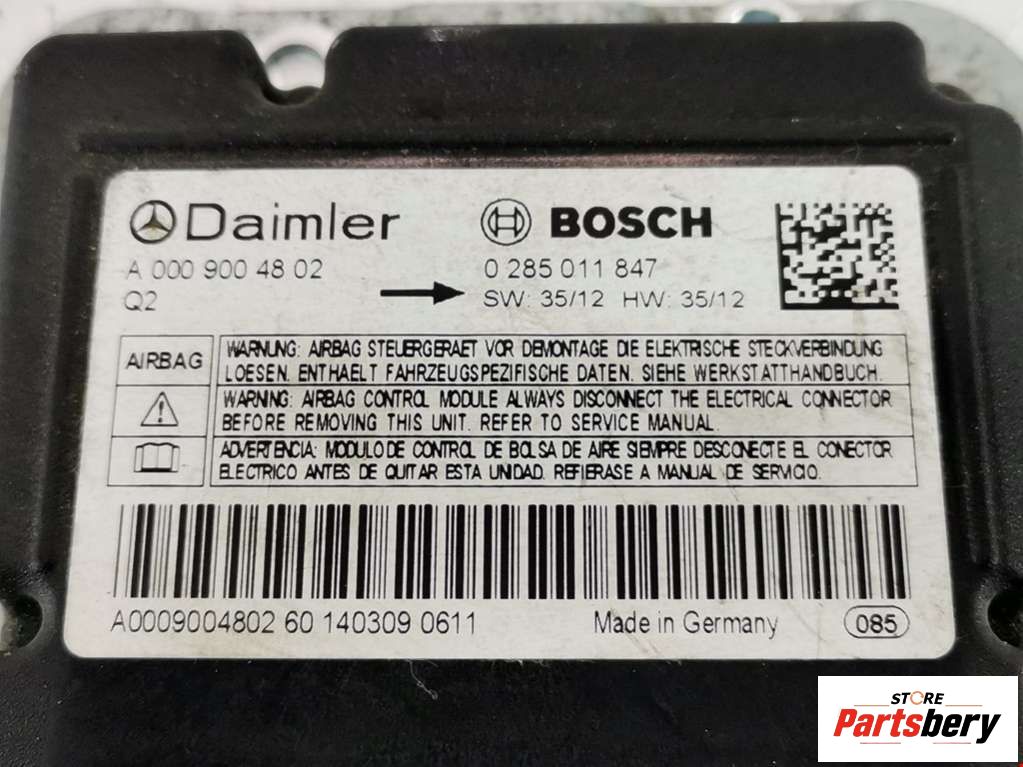 Daimler
BOSCH
A 000 900 48 02
0 285 011 847
Q2
SW: 35/12 HW: 35/12
AIRBAG
WARNUNG: AIRBAG STEUERGERAET VOR DEMONTAGE DIE ELEKTRISCHE STECKVERBINDUNG
LOESEN. ENTHAELT FAHRZEUGSPEZIFISCHE DATEN. SIEHE WERKSTATTHANDBUCH.
WARNING: AIRBAG CONTROL MODULE ALWAYS DISCONNECT THE ELECTRICAL CONNECTOR
BEFORE REMOVING THIS UNIT. REFER TO SERVICE MANUAL.
ADVERTENCIA: MODULO DE CONTROL DE BOLSA DE AIRE SIEMPRE DESCONECTE EL CONECTOR
ELECTRICO ANTES DE QUITAR ESTA UNIDAD. REFIERASE A MANUAL DE SERVICIO.
A0009004802 60 140309 0611
Made in Germany
085
STORE
Partsbery